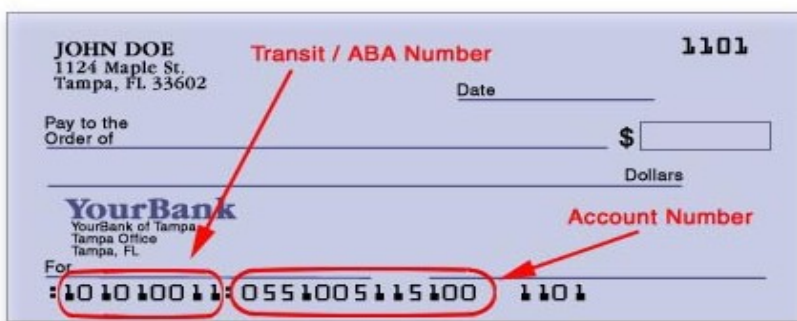 JOHN DOE
1124 Maple St.
Tampa, FL 33602
Transit / ABA Number
1101
Date
Pay to the
Order of
$
Dollars
YourBank
YourBank of Tampa
Tampa Office
Tampa, FL
Account Number
For
⑆101010011⑆0551005115100 1101